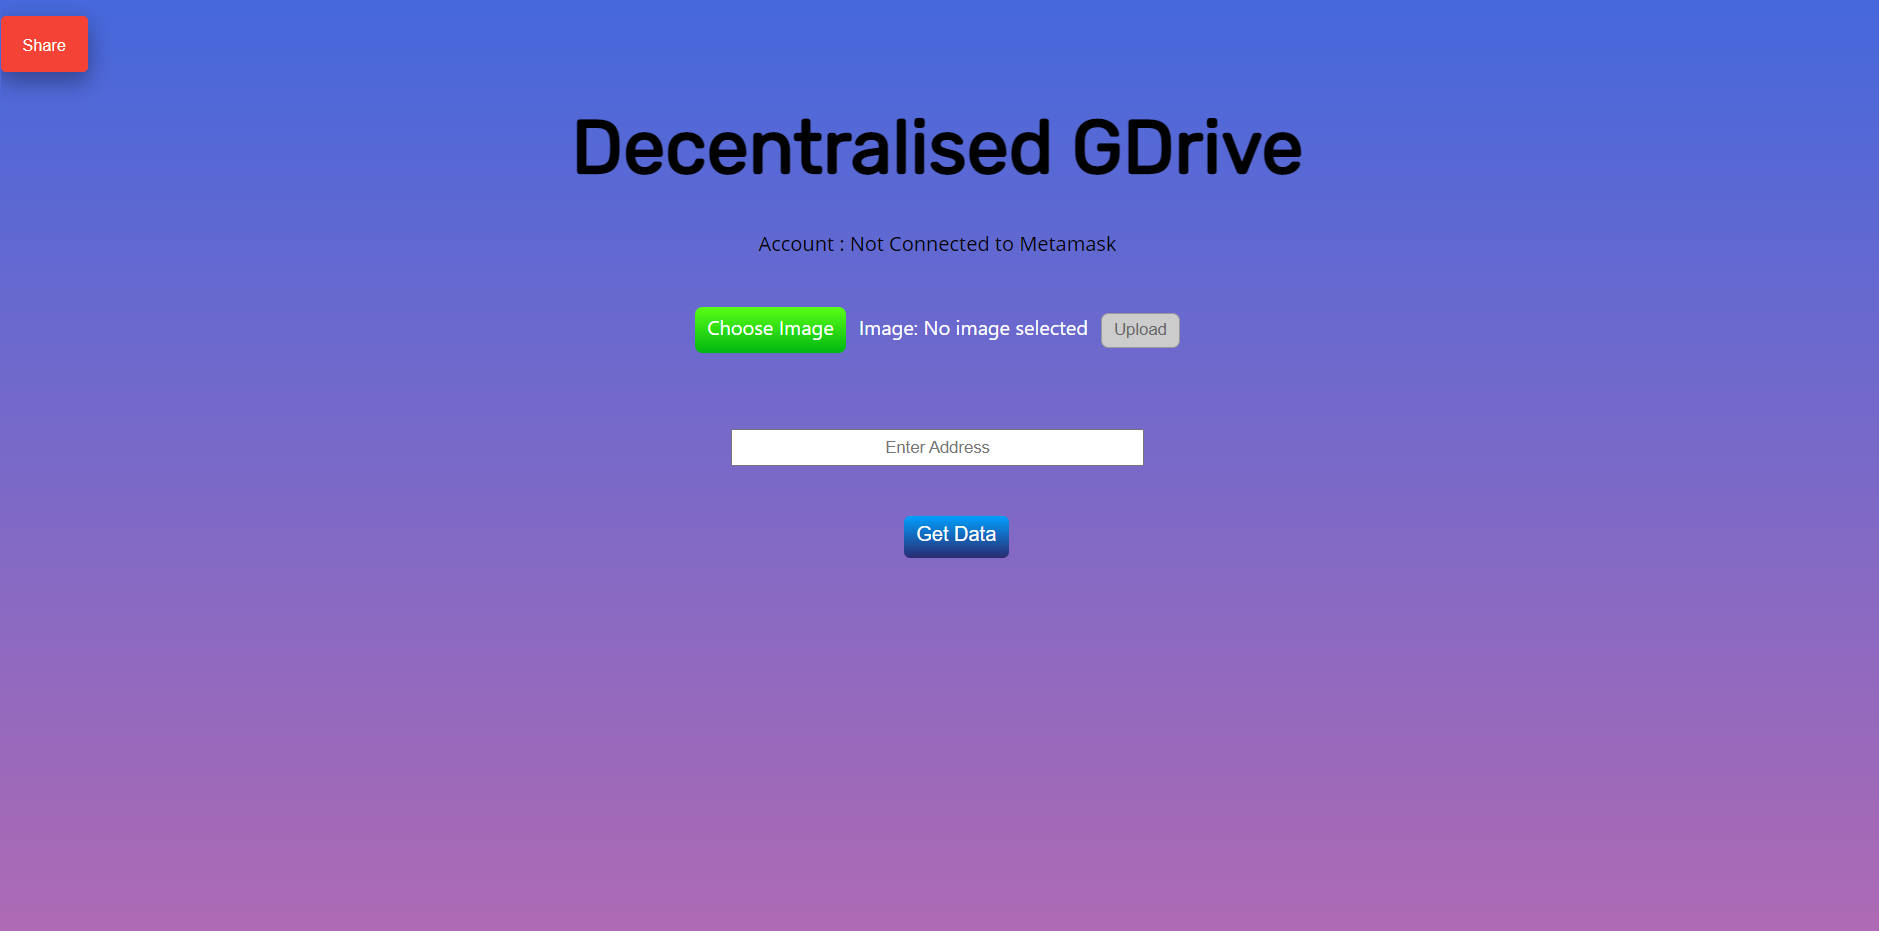 Share
Decentralised GDrive
Account : Not Connected to Metamask
Choose Image Image: No image selected Upload
Enter Address
Get Data